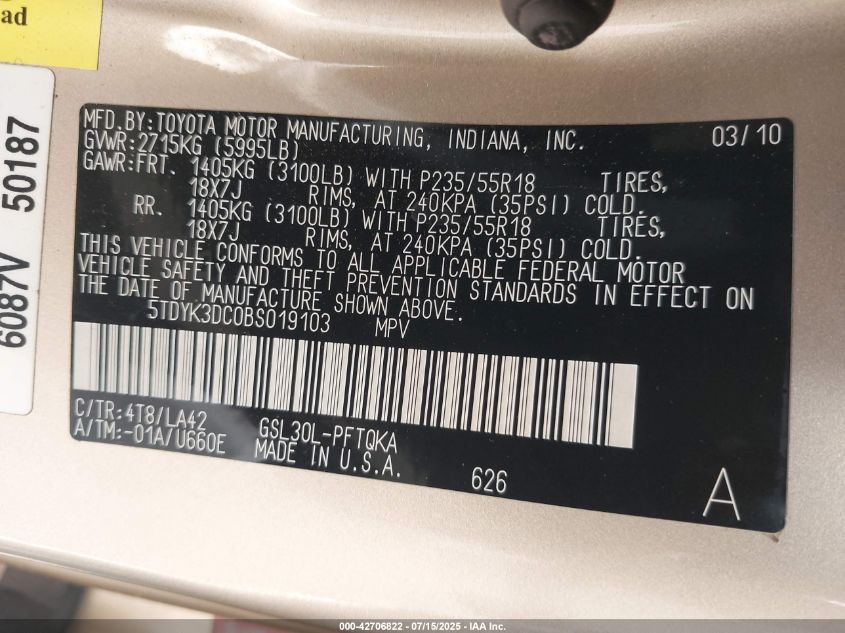 ad
6087V 50187
MFD.BY:TOYOTA MOTOR MANUFACTURING, INDIANA, INC. 03/10
GVWR:2715KG (5995LB)
GAWR:FRT. 1405KG (3100LB) WITH P235/55R18 TIRES,
18X7J RIMS, AT 240KPA (35PSI) COLD.
RR. 1405KG (3100LB) WITH P235/55R18 TIRES,
18X7J RIMS, AT 240KPA (35PSI) COLD.
THIS VEHICLE CONFORMS TO ALL APPLICABLE FEDERAL MOTOR
VEHICLE SAFETY AND THEFT PREVENTION STANDARDS IN EFFECT ON
THE DATE OF MANUFACTURE SHOWN ABOVE.
5TDYK3DC0BS019103 MPV
C/TR:4T8/LA42
A/TM:-01A/U660E
GSL30L-PFTQKA
MADE IN U.S.A.
626
A
000-42706822 - 07/15/2025 - IAA Inc.